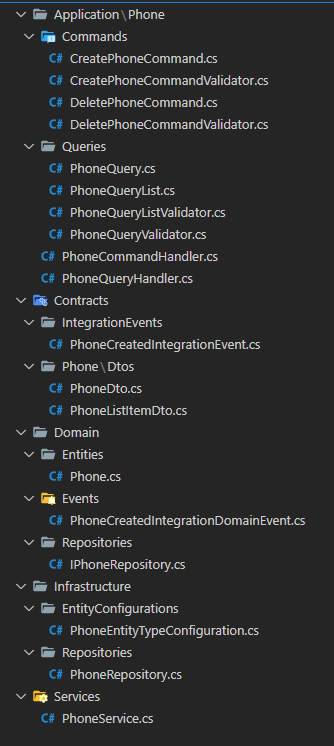 Application\Phone
Commands
C# CreatePhoneCommand.cs
C# CreatePhoneCommandValidator.cs
C# DeletePhoneCommand.cs
C# DeletePhoneCommandValidator.cs
Queries
C# PhoneQuery.cs
C# PhoneQueryList.cs
C# PhoneQueryListValidator.cs
C# PhoneQueryValidator.cs
C# PhoneCommandHandler.cs
C# PhoneQueryHandler.cs
Contracts
IntegrationEvents
C# PhoneCreatedIntegrationEvent.cs
Phone\Dtos
C# PhoneDto.cs
C# PhoneListItemDto.cs
Domain
Entities
C# Phone.cs
Events
C# PhoneCreatedIntegrationDomainEvent.cs
Repositories
C# IPhoneRepository.cs
Infrastructure
EntityConfigurations
C# PhoneEntityTypeConfiguration.cs
Repositories
C# PhoneRepository.cs
Services
C# PhoneService.cs